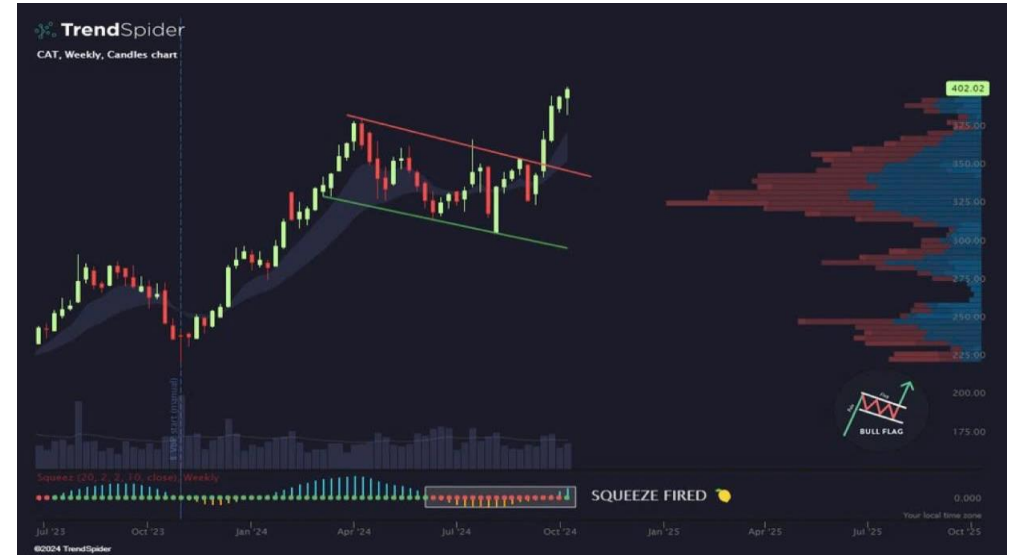 TrendSpider
CAT, Weekly, Candles chart
402.02
375.00
350.00
325.00
300.00
275.00
250.00
225.00
200.00
175.00
BULL FLAG
Squeez (20, 2, 2, 10, close), Weekly
SQUEEZE FIRED 🍋
0.000
Your local time zone
Jul '23
Oct '23
Jan '24
Apr '24
Jul '24
Oct '24
Jan '25
Apr '25
Jul '25
Oct '25
©2024 TrendSpider